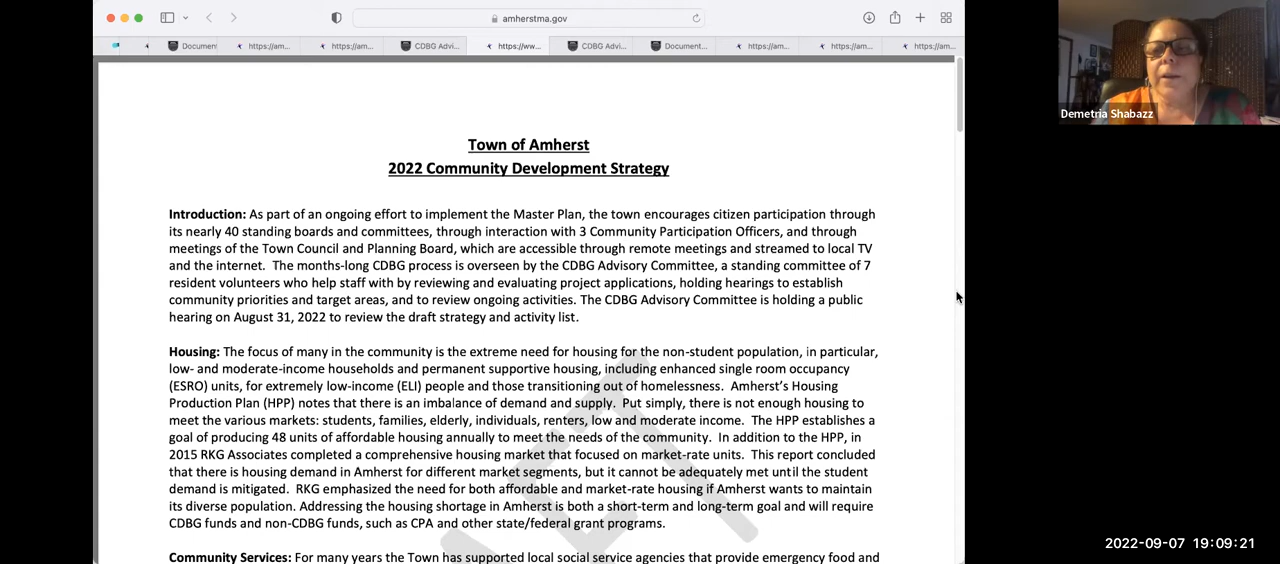 amherstma.gov
Document
https://am...
https://am...
CDBG Advi...
https://ww...
CDBG Advi...
Document...
https://am...
https://am...
https://am...
Demetria Shabazz
Town of Amherst
2022 Community Development Strategy
Introduction: As part of an ongoing effort to implement the Master Plan, the town encourages citizen participation through
its nearly 40 standing boards and committees, through interaction with 3 Community Participation Officers, and through
meetings of the Town Council and Planning Board, which are accessible through remote meetings and streamed to local TV
and the internet. The months-long CDBG process is overseen by the CDBG Advisory Committee, a standing committee of 7
resident volunteers who help staff with by reviewing and evaluating project applications, holding hearings to establish
community priorities and target areas, and to review ongoing activities. The CDBG Advisory Committee is holding a public
hearing on August 31, 2022 to review the draft strategy and activity list.
Housing: The focus of many in the community is the extreme need for housing for the non-student population, in particular,
low- and moderate-income households and permanent supportive housing, including enhanced single room occupancy
(ESRO) units, for extremely low-income (ELI) people and those transitioning out of homelessness. Amherst's Housing
Production Plan (HPP) notes that there is an imbalance of demand and supply. Put simply, there is not enough housing to
meet the various markets: students, families, elderly, individuals, renters, low and moderate income. The HPP establishes a
goal of producing 48 units of affordable housing annually to meet the needs of the community. In addition to the HPP, in
2015 RKG Associates completed a comprehensive housing market that focused on market-rate units. This report concluded
that there is housing demand in Amherst for different market segments, but it cannot be adequately met until the student
demand is mitigated. RKG emphasized the need for both affordable and market-rate housing if Amherst wants to maintain
its diverse population. Addressing the housing shortage in Amherst is both a short-term and long-term goal and will require
CDBG funds and non-CDBG funds, such as CPA and other state/federal grant programs.
Community Services: For many years the Town has supported local social service agencies that provide emergency food and
2022-09-07 19:09:21